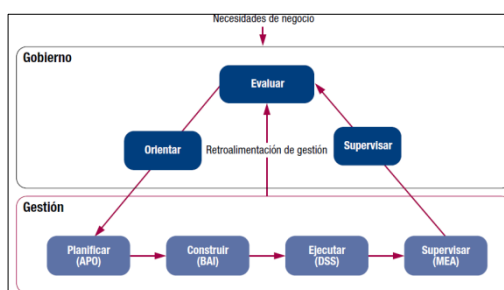 Necesidades de negocio
Gobierno
Evaluar
Orientar
Retroalimentación de gestión
Supervisar
Gestión
Planificar
(APO)
Construir
(BAI)
Ejecutar
(DSS)
Supervisar
(MEA)